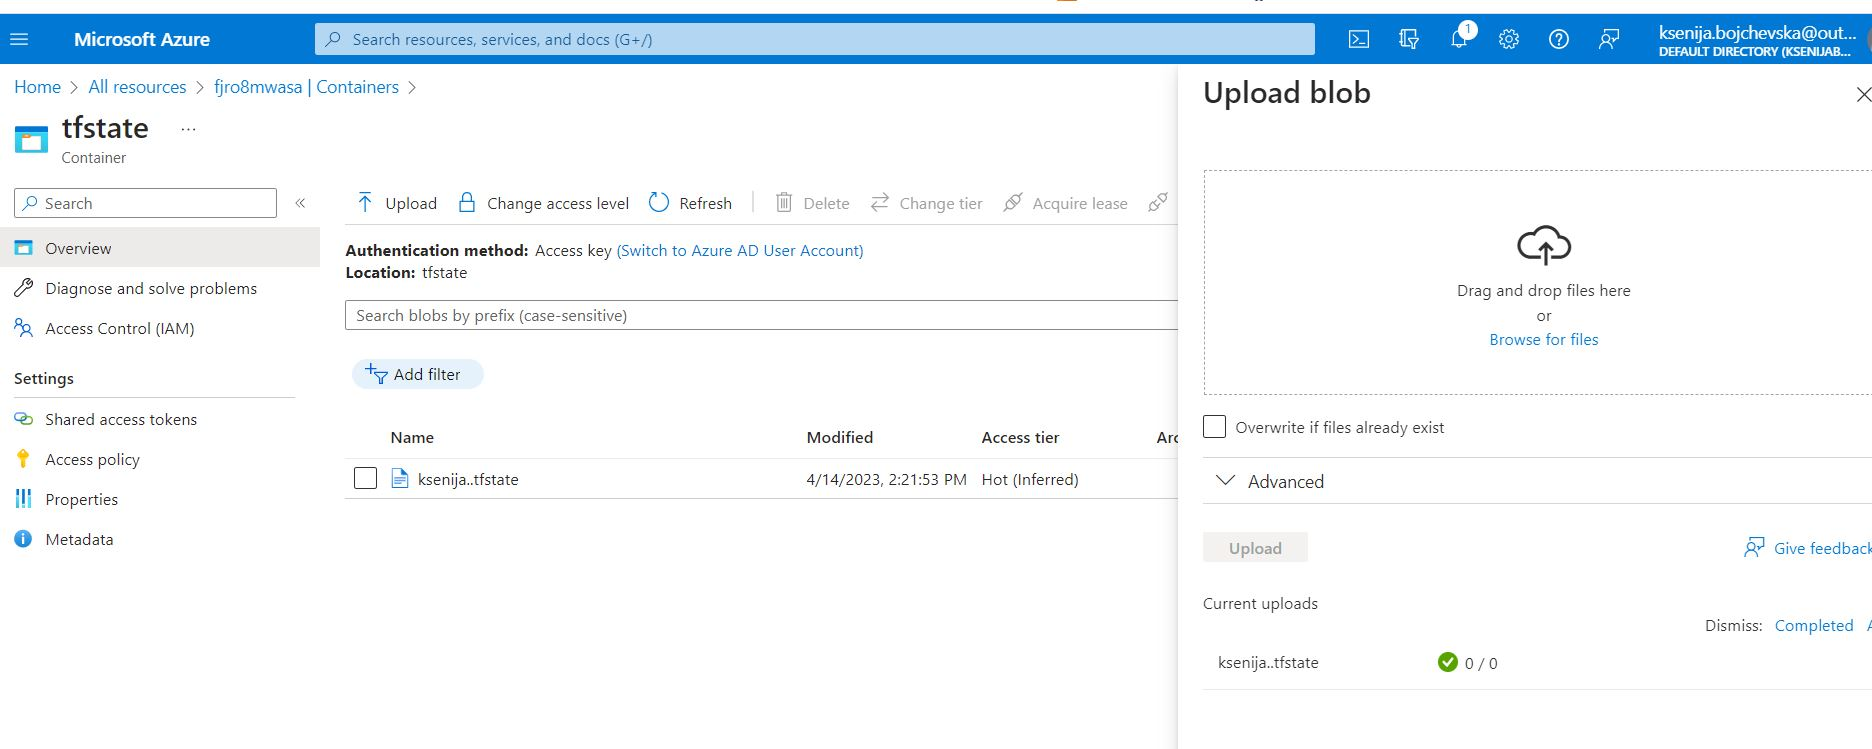 Microsoft Azure
Search resources, services, and docs (G+/)
1
ksenija.bojchevska@out...
DEFAULT DIRECTORY (KSENIJAB...
Home > All resources > fjro8mwasa | Containers >
tfstate ...
Container
Search
«
Overview
Diagnose and solve problems
Access Control (IAM)
Settings
Shared access tokens
Access policy
Properties
Metadata
Upload Change access level Refresh Delete Change tier Acquire lease
Authentication method: Access key (Switch to Azure AD User Account)
Location: tfstate
Search blobs by prefix (case-sensitive)
Add filter
Name Modified Access tier Arc
ksenija..tfstate 4/14/2023, 2:21:53 PM Hot (Inferred)
Upload blob
Drag and drop files here
or
Browse for files
Overwrite if files already exist
Advanced
Upload
Give feedback
Current uploads
Dismiss: Completed
ksenija..tfstate 0 / 0